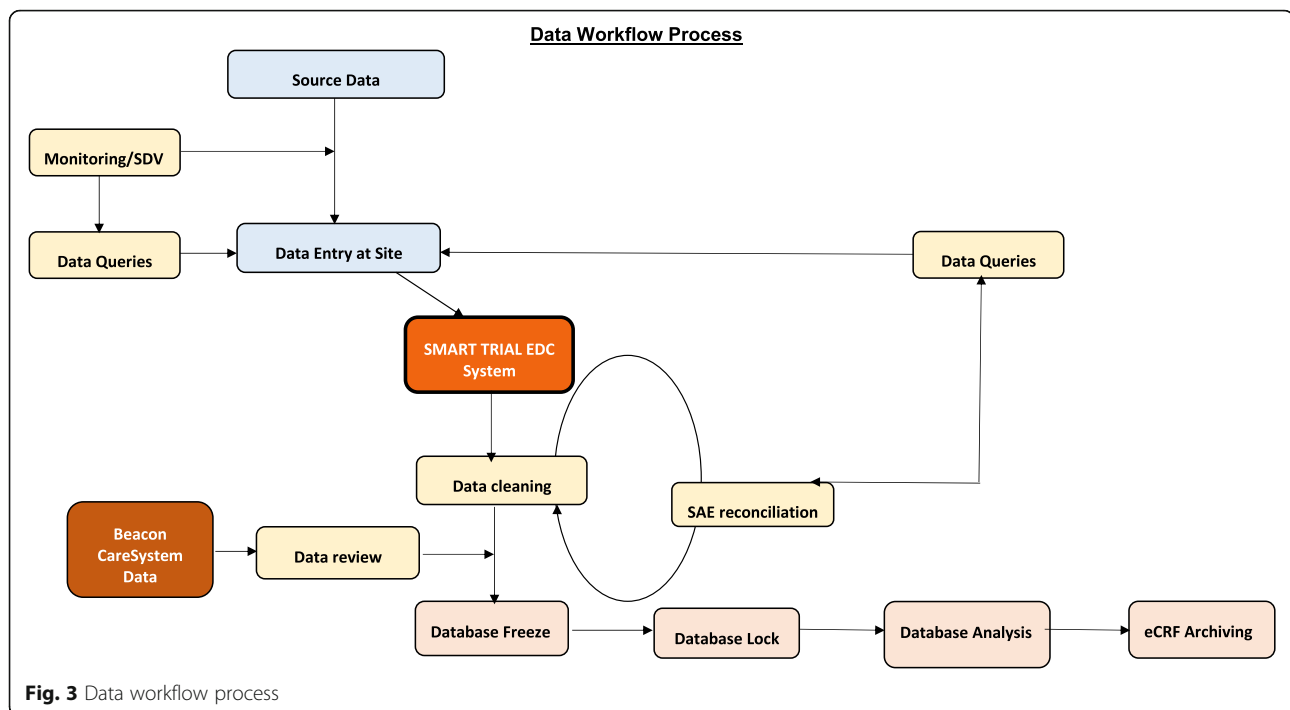 Data Workflow Process
Source Data
Monitoring/SDV
Data Queries
Data Entry at Site
Data Queries
SMART TRIAL EDC
System
Data cleaning
SAE reconciliation
Beacon
CareSystem
Data
Data review
Database Freeze
Database Lock
Database Analysis
eCRF Archiving
Fig. 3 Data workflow process